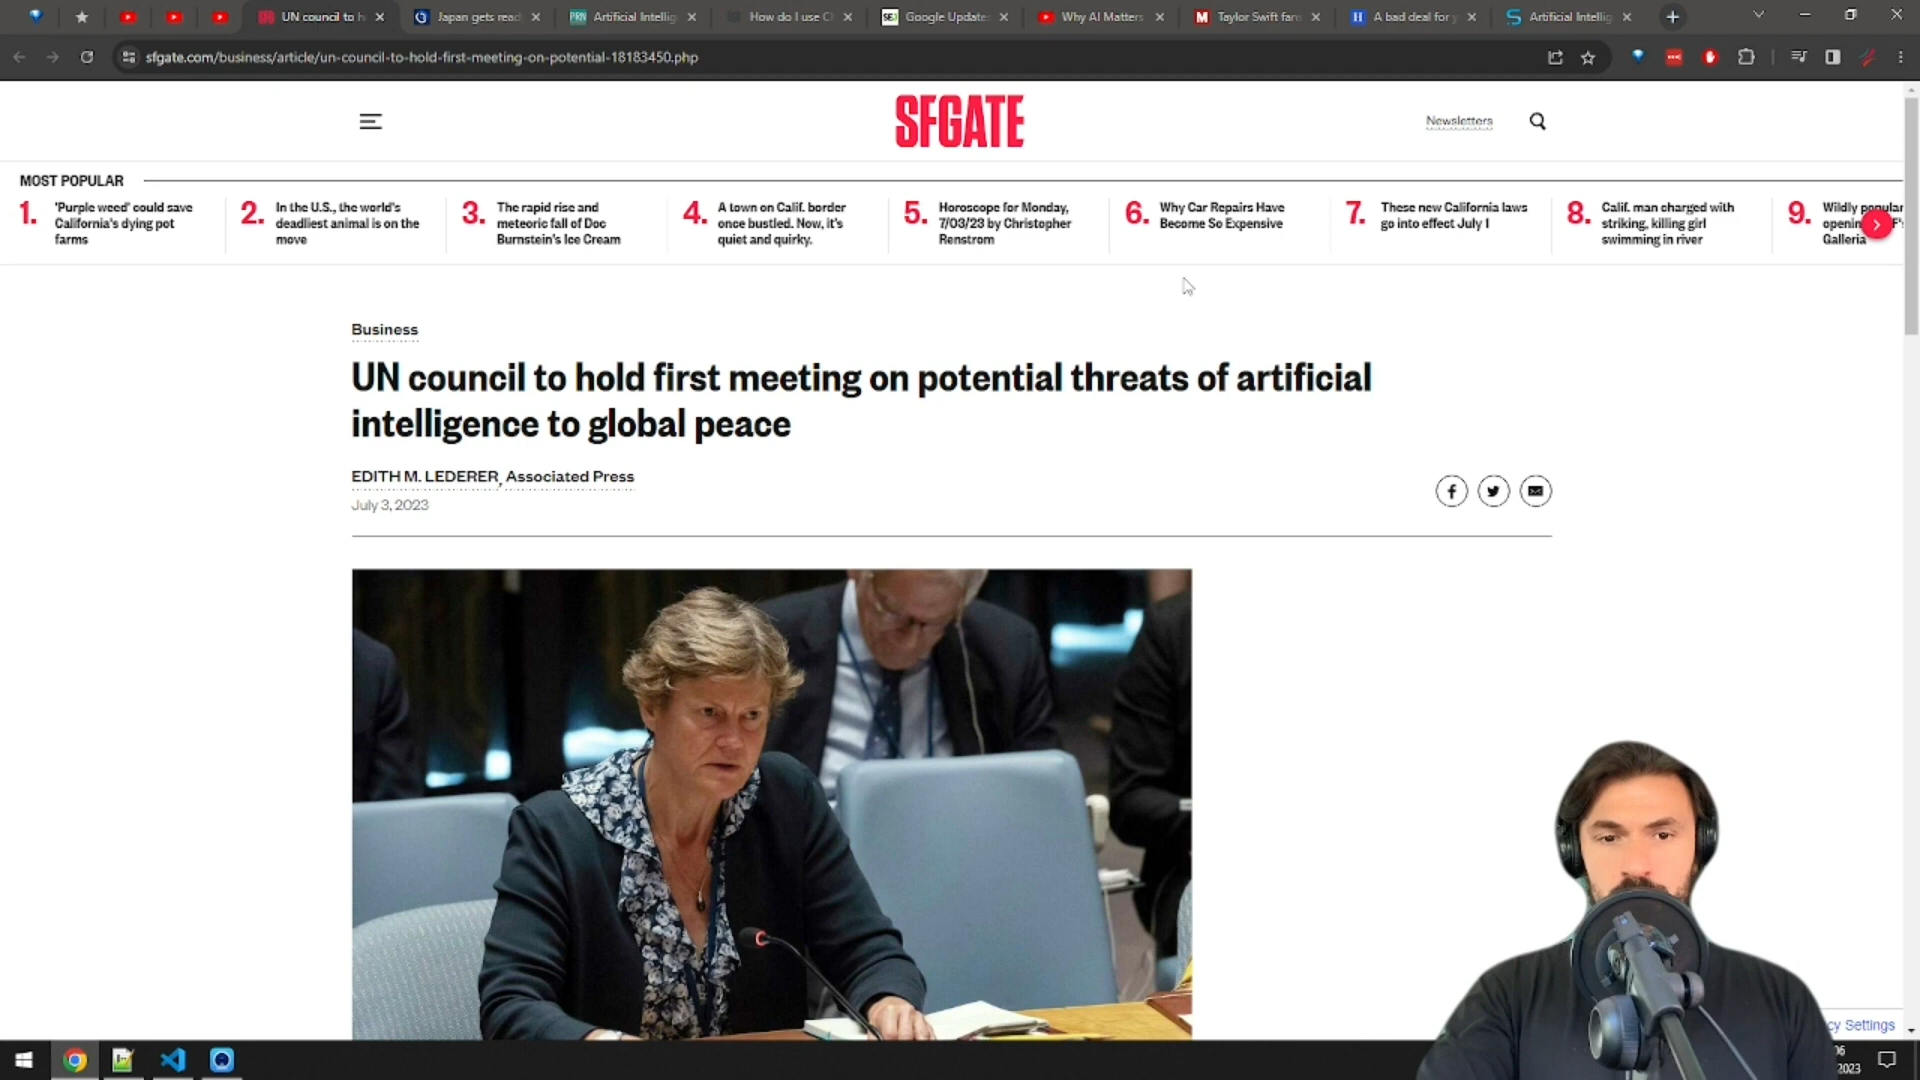 UN council to h
Japan gets read
PRN Artificial Intellig
How do I use C
SEJ Google Update
Why AI Matters
M Taylor Swift fan
H A bad deal for y
S Artificial Intellig
sfgate.com/business/article/un-council-to-hold-first-meeting-on-potential-18183450.php
SFGATE
Newsletters
MOST POPULAR
1. 'Purple weed' could save
California's dying pot
farms
2. In the U.S., the world's
deadliest animal is on the
move
3. The rapid rise and
meteoric fall of Doc
Burnstein's Ice Cream
4. A town on Calif. border
once bustled. Now, it's
quiet and quirky.
5. Horoscope for Monday,
7/03/23 by Christopher
Renstrom
6. Why Car Repairs Have
Become So Expensive
7. These new California laws
go into effect July 1
8. Calif. man charged with
striking, killing girl
swimming in river
9. Wildly popular
Galleria
Business
UN council to hold first meeting on potential threats of artificial
intelligence to global peace
EDITH M. LEDERER, Associated Press
July 3, 2023
cy Settings
2023